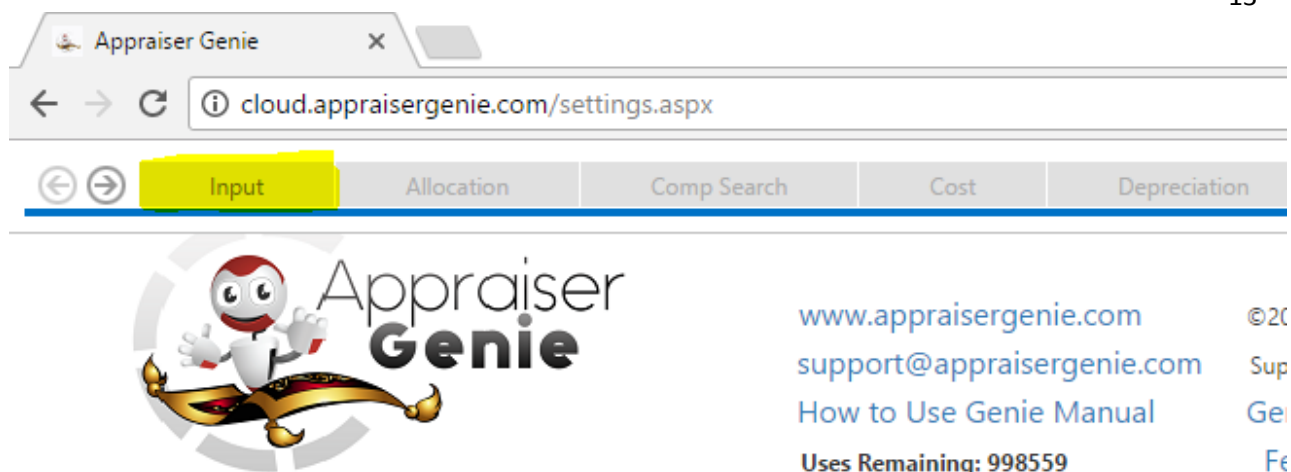 Appraiser Genie
cloud.appraisergenie.com/settings.aspx
Input Allocation Comp Search Cost Depreciation
Appraiser
Genie
www.appraisergenie.com
support@appraisergenie.com
How to Use Genie Manual
Uses Remaining: 998559